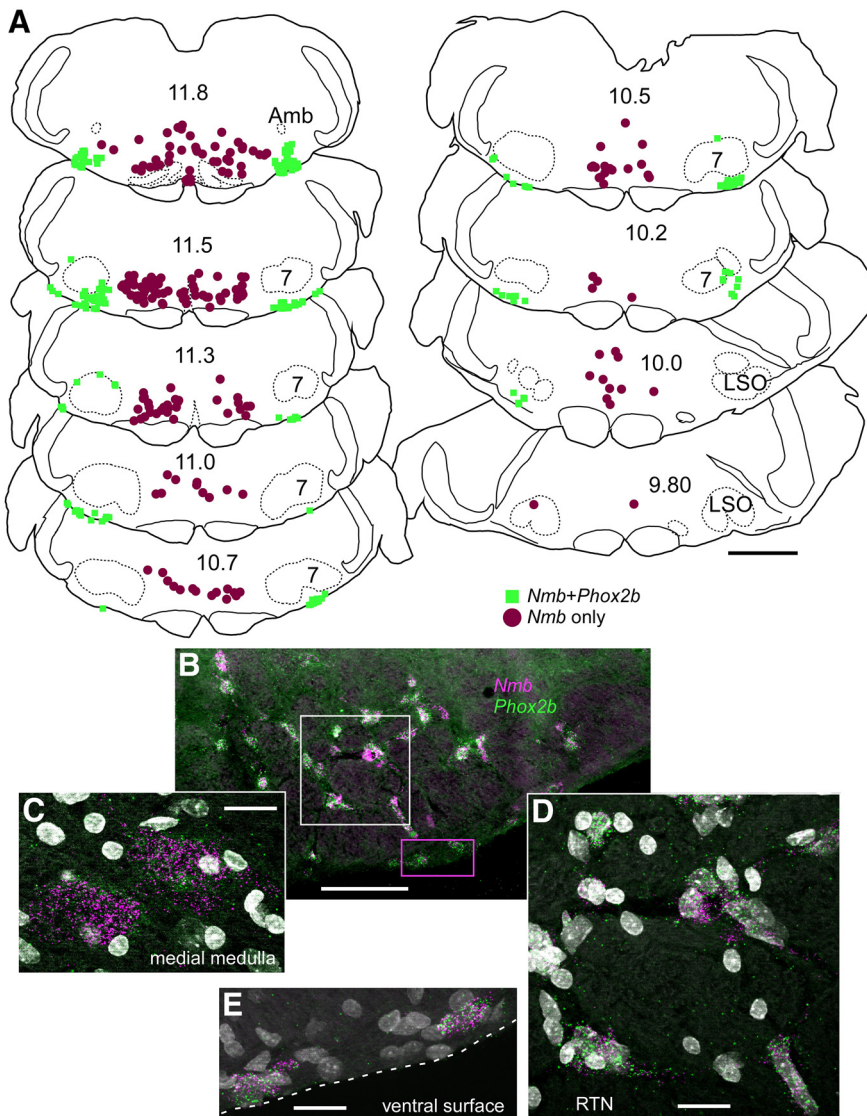 A
11.8
Amb
11.5
7
11.3
7
11.0
7
10.7
7
10.5
7
10.2
7
10.0
LSO
9.80
LSO
Nmb+Phox2b
Nmb only
B
Nmb
Phox2b
C
medial medulla
D
RTN
E
ventral surface